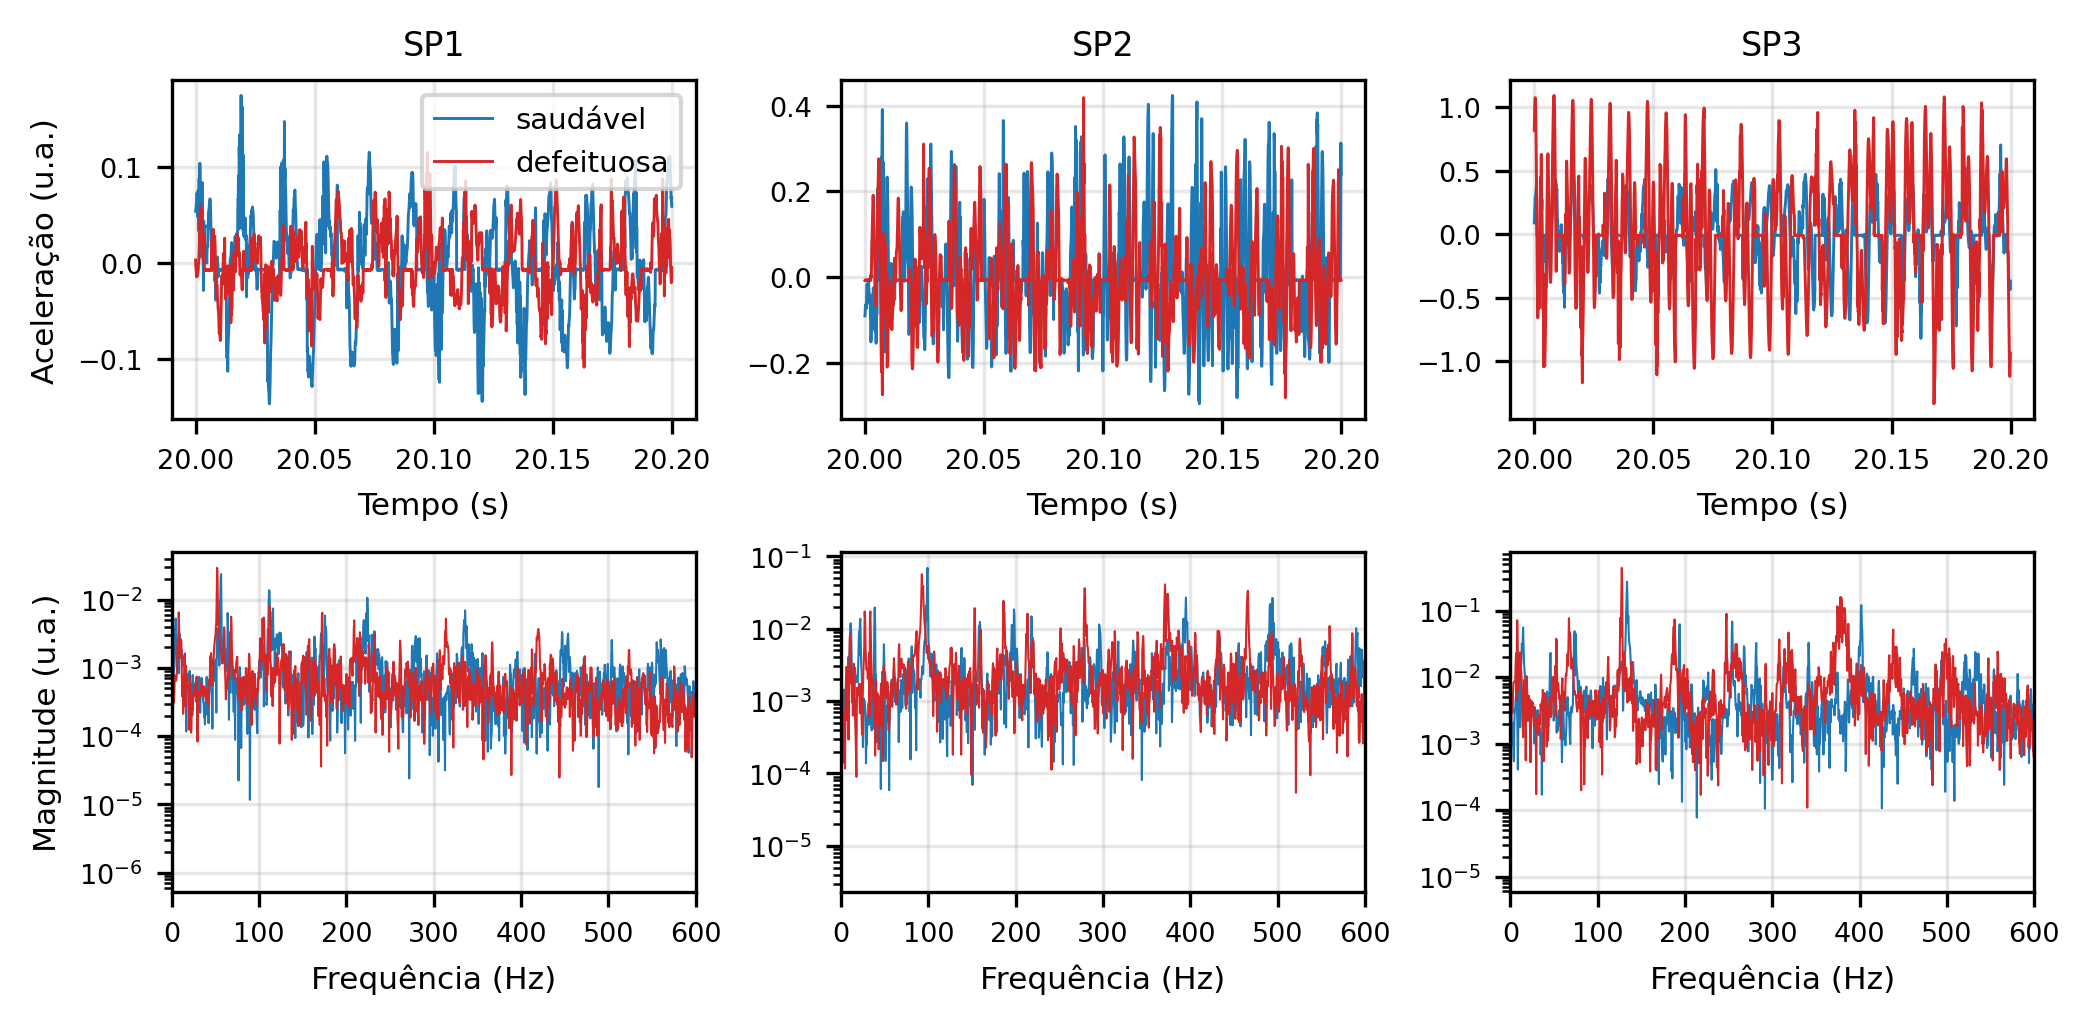 SP1
SP2
SP3
Aceleração (u.a.)
0.1
0.0
−0.1
saudável
defeituosa
20.00 20.05 20.10 20.15 20.20
Tempo (s)
0.4
0.2
0.0
−0.2
20.00 20.05 20.10 20.15 20.20
Tempo (s)
1.0
0.5
0.0
−0.5
−1.0
20.00 20.05 20.10 20.15 20.20
Tempo (s)
Magnitude (u.a.)
10⁻²
10⁻³
10⁻⁴
10⁻⁵
10⁻⁶
0 100 200 300 400 500 600
Frequência (Hz)
10⁻¹
10⁻²
10⁻³
10⁻⁴
10⁻⁵
0 100 200 300 400 500 600
Frequência (Hz)
10⁻¹
10⁻²
10⁻³
10⁻⁴
10⁻⁵
0 100 200 300 400 500 600
Frequência (Hz)